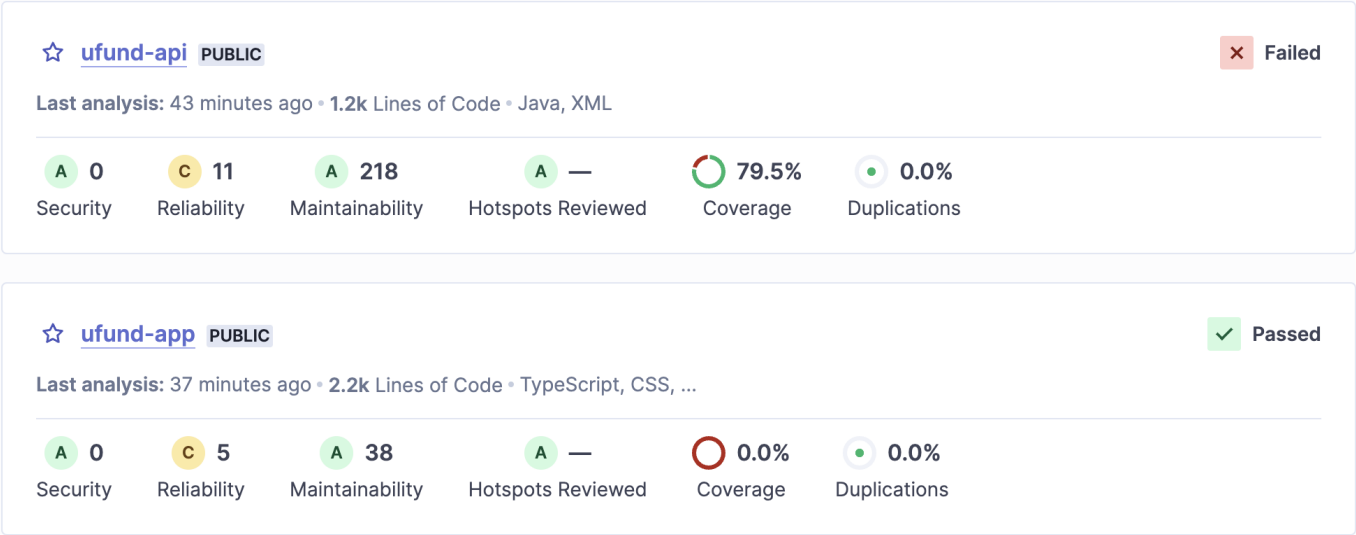 ufund-api PUBLIC
Failed
Last analysis: 43 minutes ago • 1.2k Lines of Code • Java, XML
A 0 C 11 A 218 A — 79.5% 0.0%
Security Reliability Maintainability Hotspots Reviewed Coverage Duplications
ufund-app PUBLIC
Passed
Last analysis: 37 minutes ago • 2.2k Lines of Code • TypeScript, CSS, ...
A 0 C 5 A 38 A — 0.0% 0.0%
Security Reliability Maintainability Hotspots Reviewed Coverage Duplications